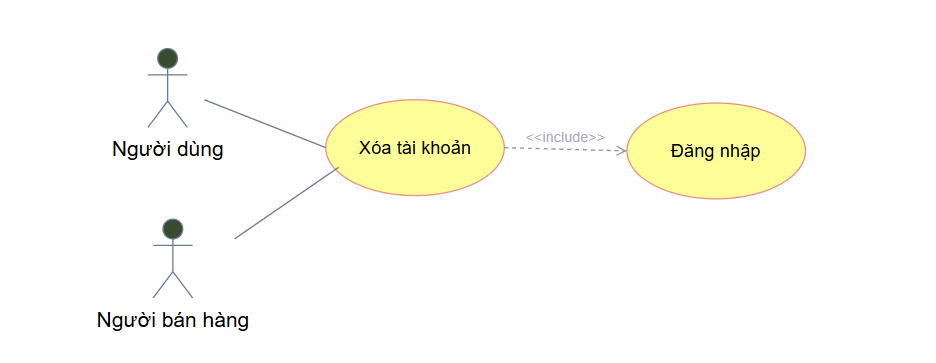 Người dùng
Xóa tài khoản
<<include>>
Đăng nhập
Người bán hàng